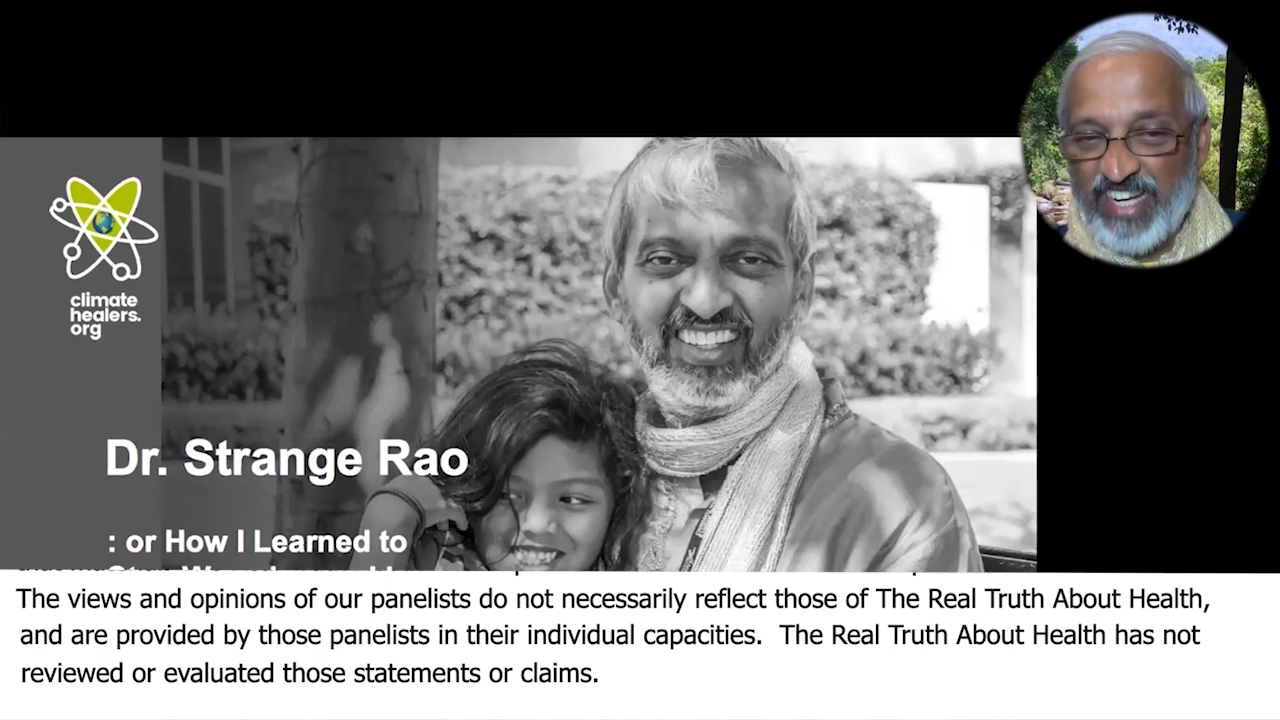 climate
healers.
org
Dr. Strange Rao
: or How I Learned to
The views and opinions of our panelists do not necessarily reflect those of The Real Truth About Health,
and are provided by those panelists in their individual capacities.  The Real Truth About Health has not
reviewed or evaluated those statements or claims.